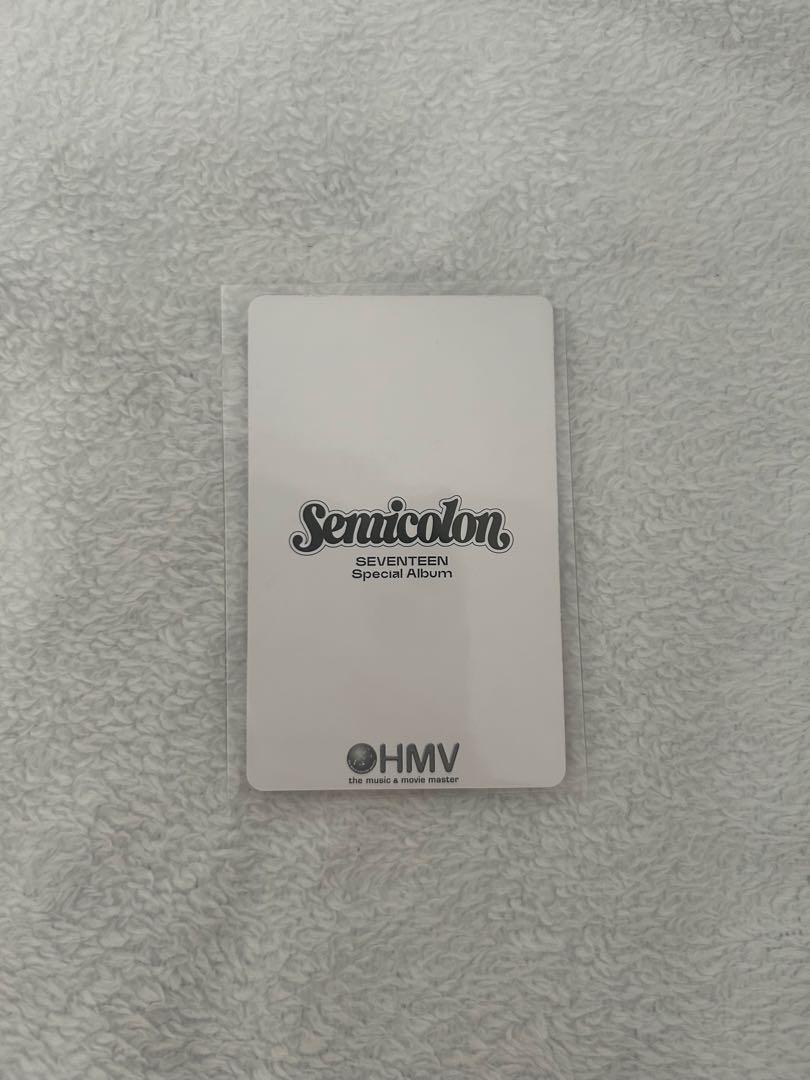 Semicolon
SEVENTEEN
Special Album
HMV
the music & movie master